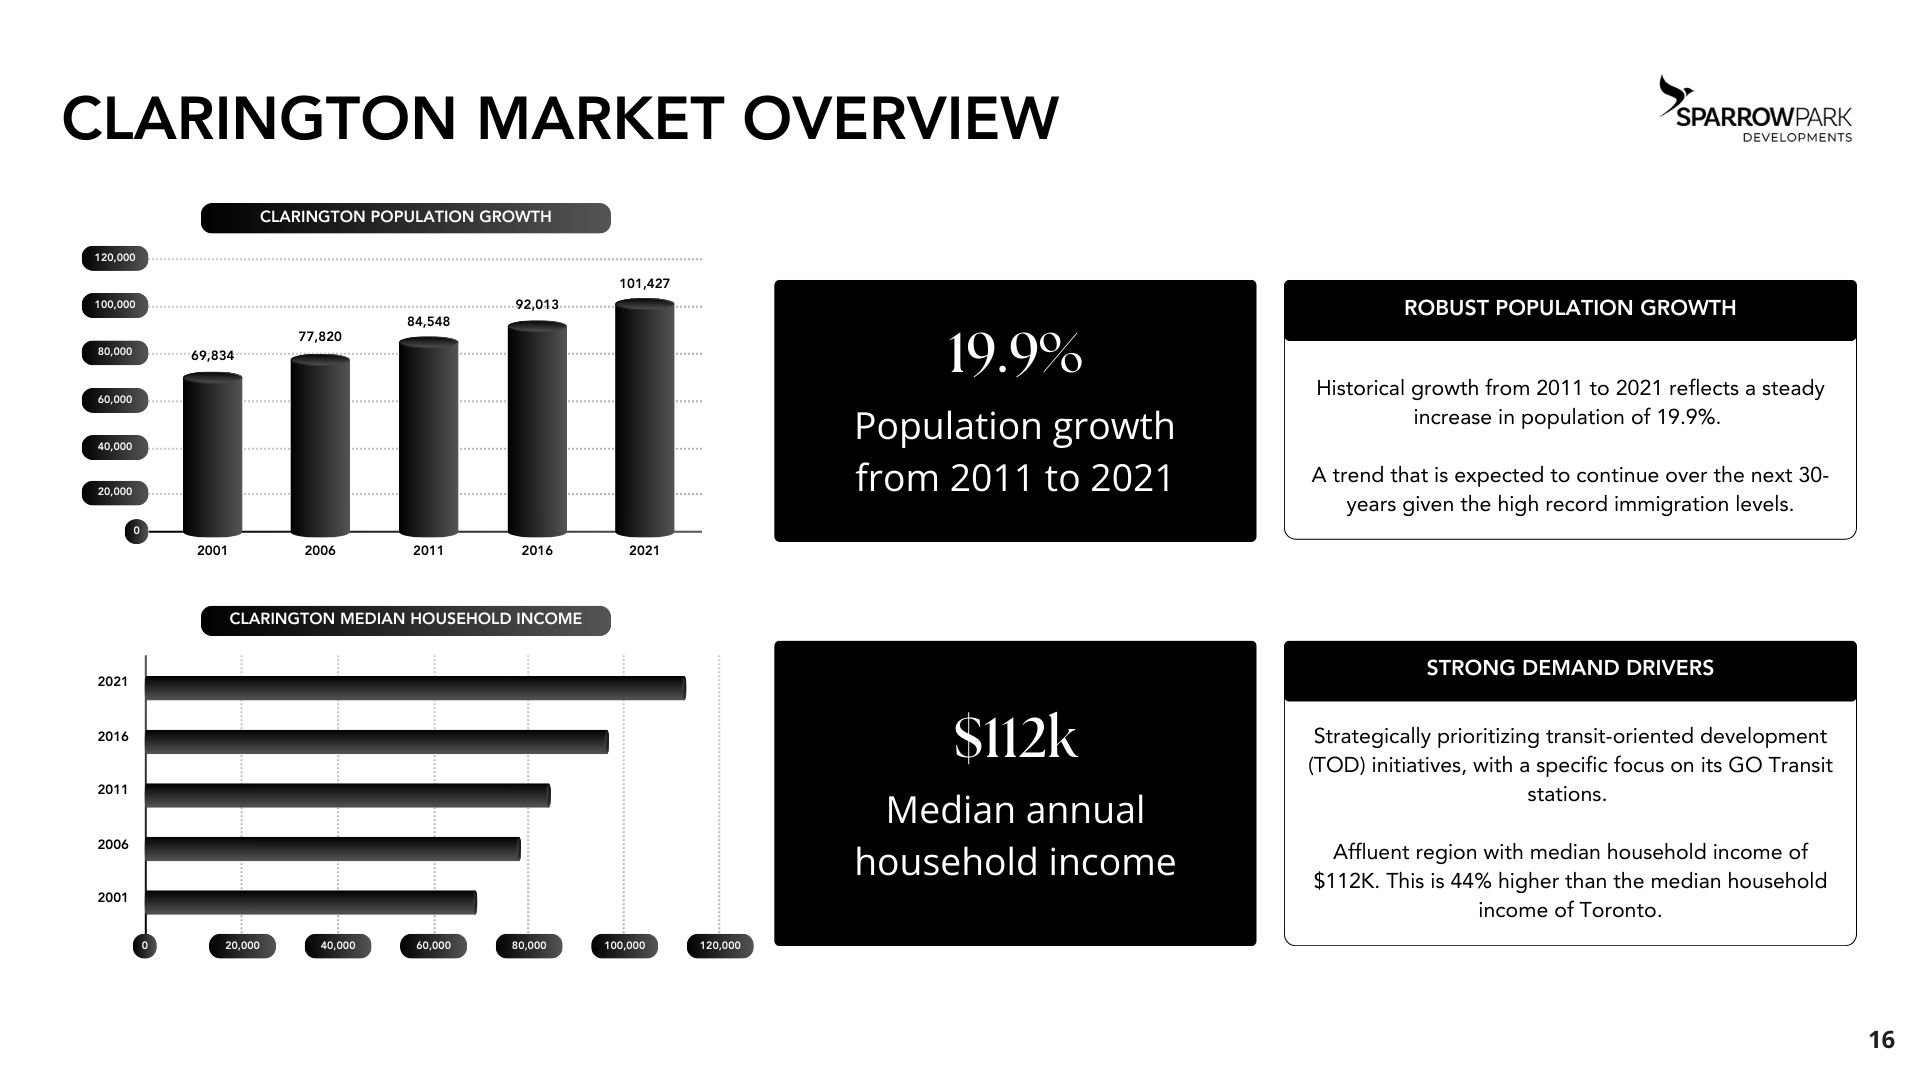 CLARINGTON MARKET OVERVIEW
SPARROWPARK
DEVELOPMENTS
CLARINGTON POPULATION GROWTH
120,000
100,000
80,000
60,000
40,000
20,000
0
69,834
77,820
84,548
92,013
101,427
2001
2006
2011
2016
2021
19.9%
Population growth
from 2011 to 2021
ROBUST POPULATION GROWTH
Historical growth from 2011 to 2021 reflects a steady
increase in population of 19.9%.
A trend that is expected to continue over the next 30-
years given the high record immigration levels.
CLARINGTON MEDIAN HOUSEHOLD INCOME
2021
2016
2011
2006
2001
0
20,000
40,000
60,000
80,000
100,000
120,000
$112k
Median annual
household income
STRONG DEMAND DRIVERS
Strategically prioritizing transit-oriented development
(TOD) initiatives, with a specific focus on its GO Transit
stations.
Affluent region with median household income of
$112K. This is 44% higher than the median household
income of Toronto.
16